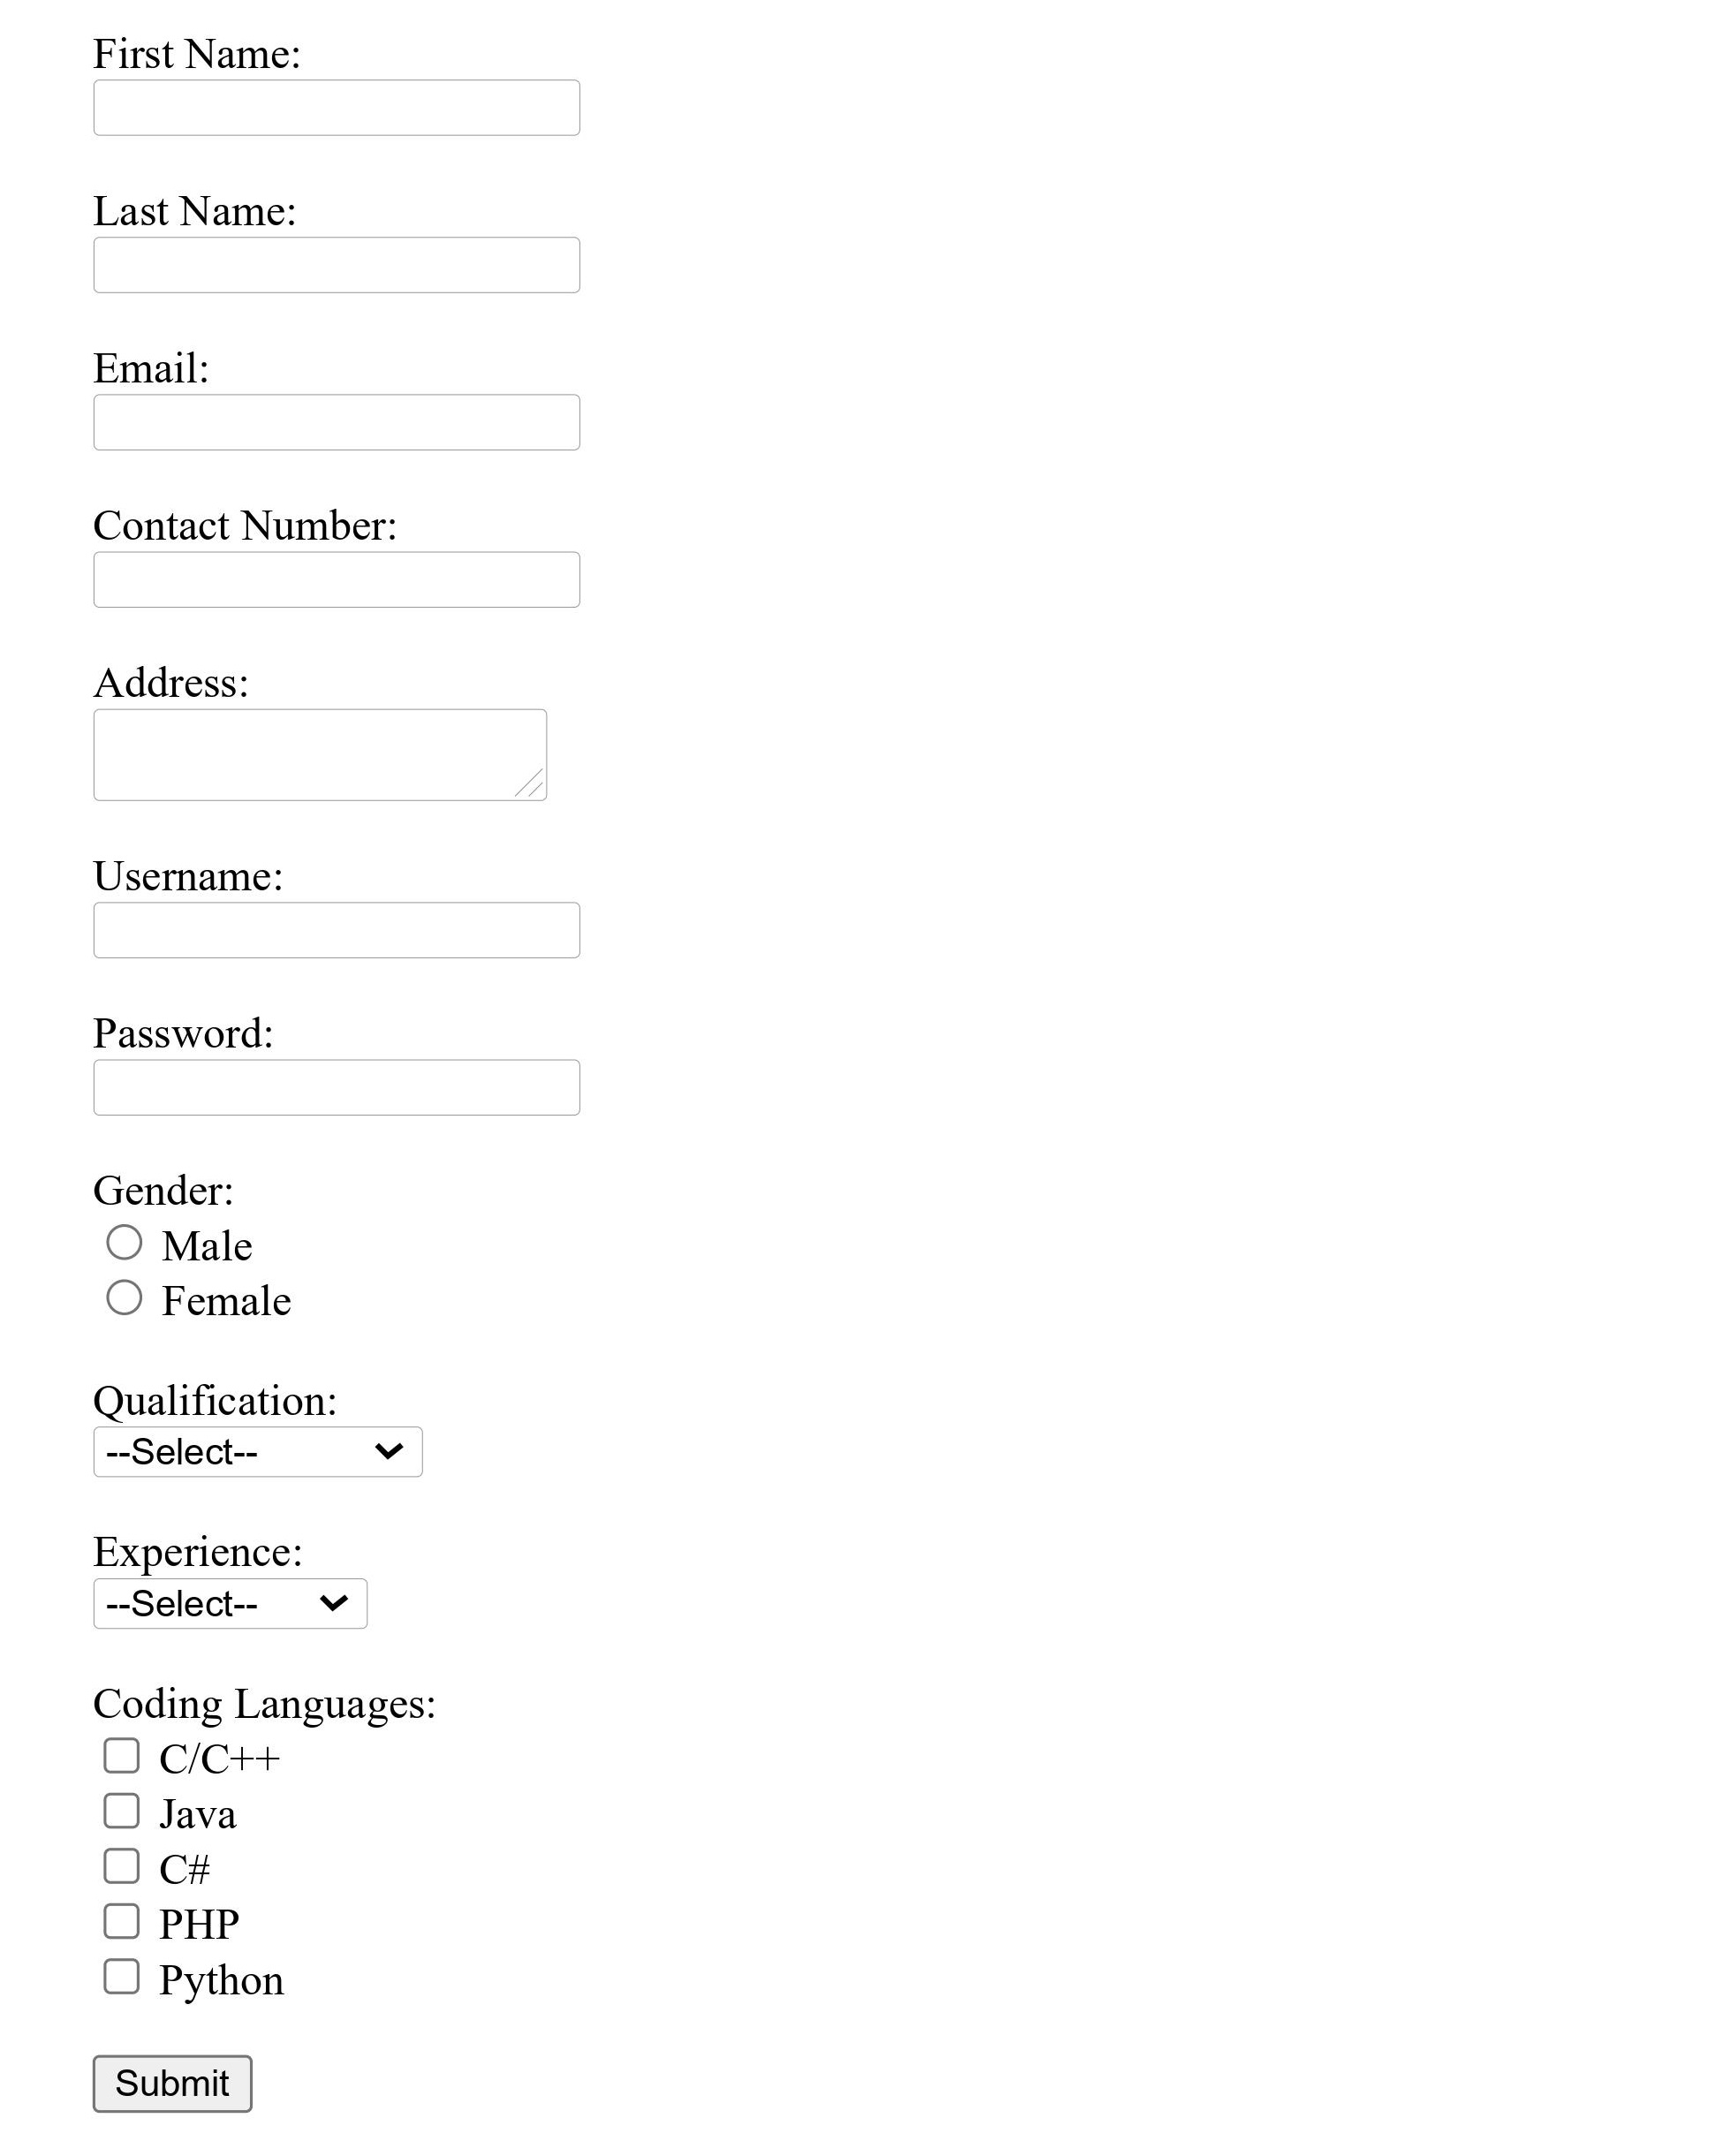 First Name:
Last Name:
Email:
Contact Number:
Address:
Username:
Password:
Gender:
Male
Female
Qualification:
--Select--
Experience:
--Select--
Coding Languages:
C/C++
Java
C#
PHP
Python
Submit